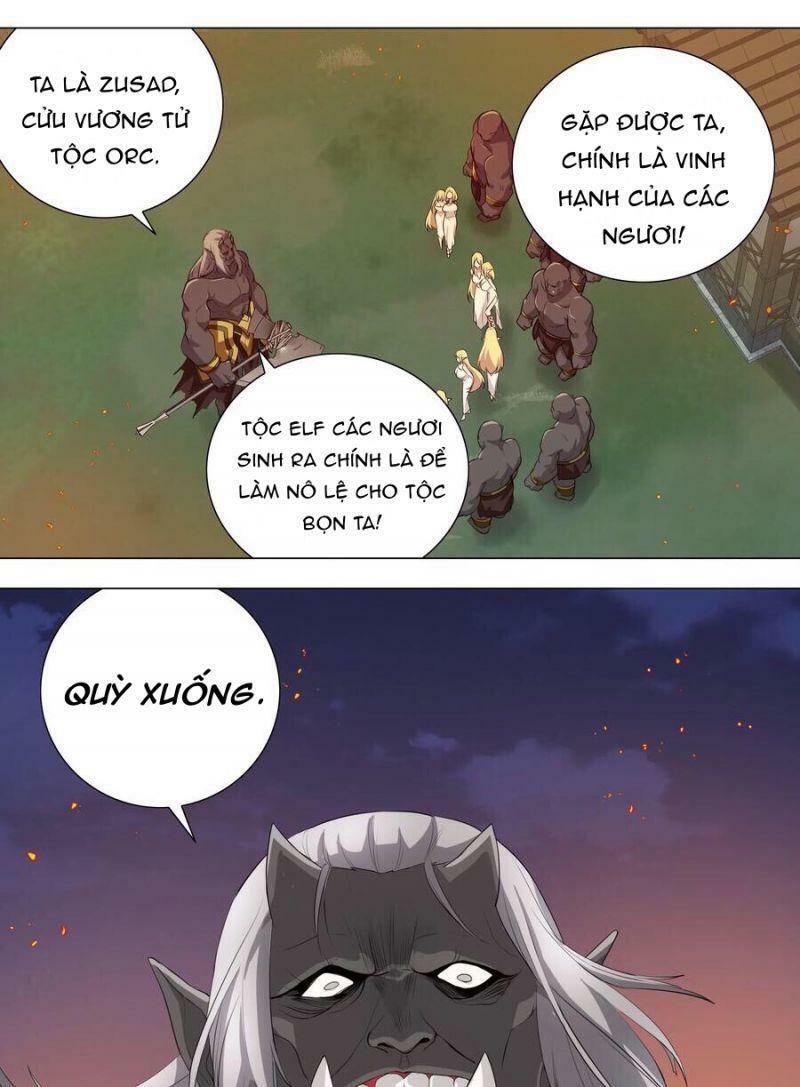 TA LÀ ZUSAD,
CỬU VƯƠNG TỬ
TỘC ORC.
GẶP ĐƯỢC TA,
CHÍNH LÀ VINH
HẠNH CỦA CÁC
NGƯƠI!
TỘC ELF CÁC NGƯƠI
SINH RA CHÍNH LÀ ĐỂ
LÀM NÔ LỆ CHO TỘC
BỌN TA!
QUỲ XUỐNG.